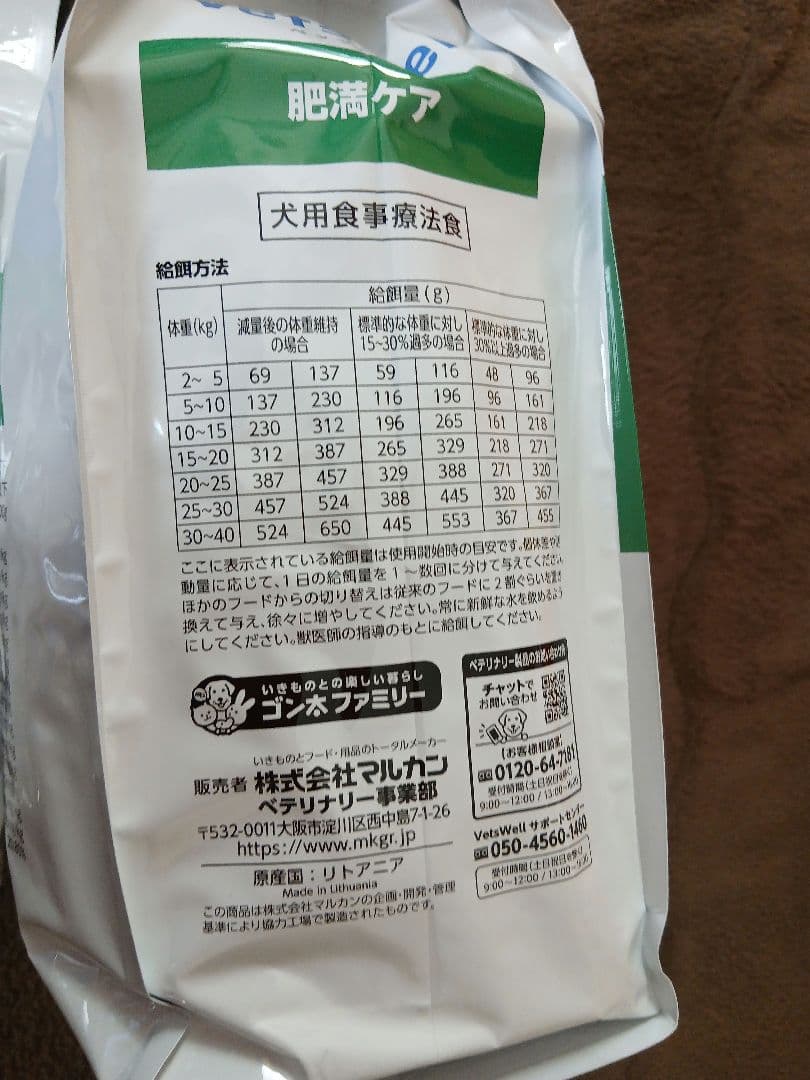 肥満ケア
犬用食事療法食
給餌方法
体重(kg) 給餌量(g)
減量後の体重維持の場合 標準的な体重に対し15~30%過多の場合 標準的な体重に対し30%以上過多の場合
2~ 5 69 137 59 116 48 96
5~10 137 230 116 196 96 161
10~15 230 312 196 265 161 218
15~20 312 387 265 329 218 271
20~25 387 457 329 388 271 320
25~30 457 524 388 445 320 367
30~40 524 650 445 553 367 455
ここに表示されている給餌量は使用開始時の目安です。個体差や
動量に応じて、1日の給餌量を1~数回に分けて与えてください。
ほかのフードからの切り替えは従来のフードに2割ぐらいを置き
換えて与え、徐々に増やしてください。常に新鮮な水を飲めるよう
にしてください。獣医師の指導のもとに給餌してください。
いきものとの楽しい暮らし
ゴン太ファミリー
いきものとフード・用品のトータルメーカー
販売者 株式会社マルカン
ベテリナリー事業部
〒532-0011大阪市淀川区西中島7-1-26
https://www.mkgr.jp
原産国:リトアニア
Made in Lithuania
この商品は株式会社マルカンの企画・開発・管理
基準により協力工場で製造されたものです。
ベテリナリー製品のお問い合わせ
チャットで
お問い合わせ
【お客様相談室】
0120-64-7181
受付時間(土日祝日を除く)
9:00~12:00 / 13:00~
VetsWell サポートセンター
050-4560-1460
受付時間(土日祝日を除く)
9:00~12:00 / 13:00~